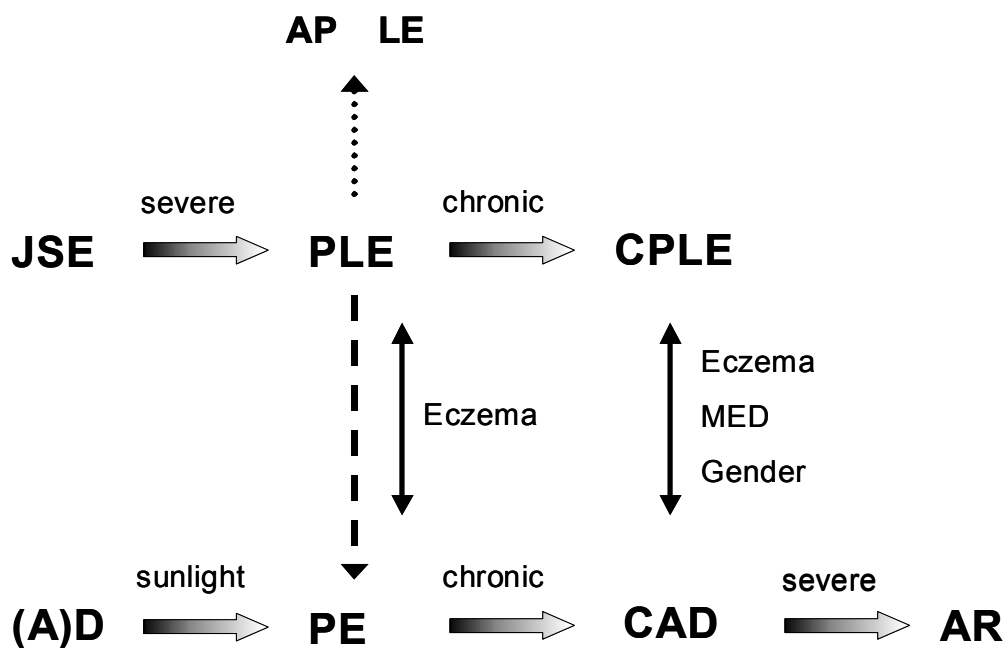 AP LE
severe chronic
JSE PLE CPLE
Eczema
Eczema
MED
Gender
sunlight chronic severe
(A)D PE CAD AR